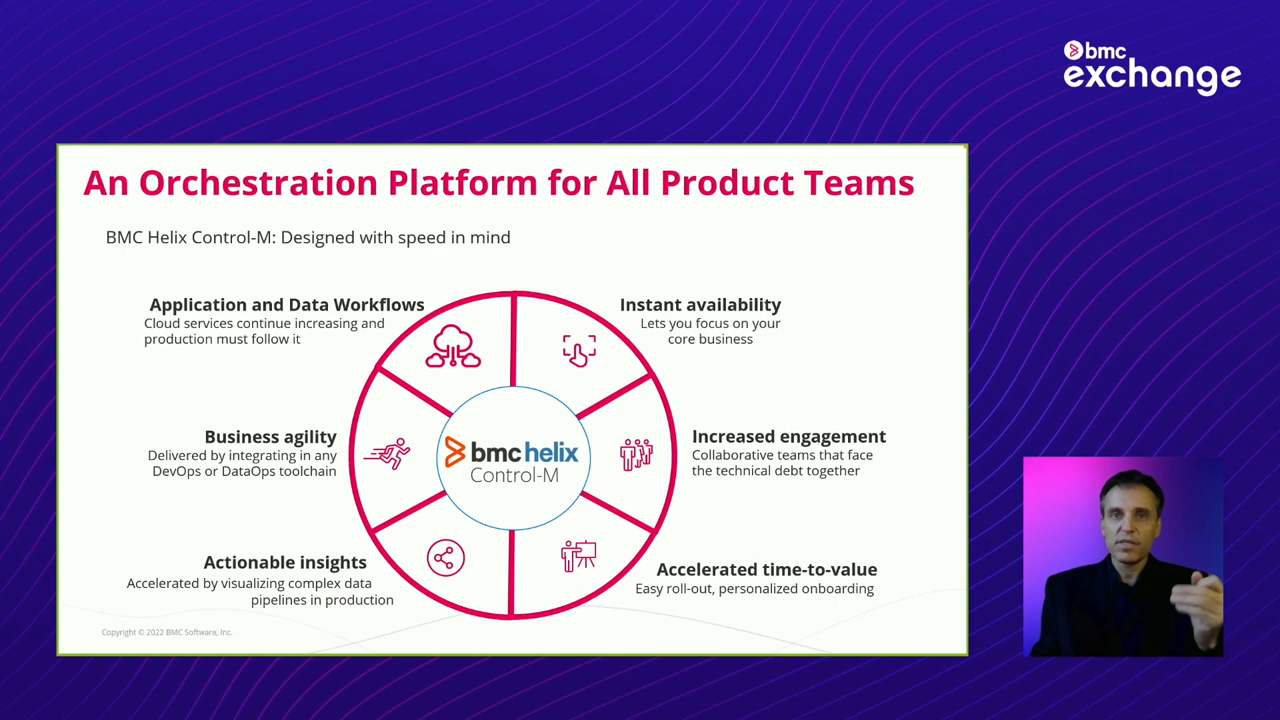 bmc
exchange
An Orchestration Platform for All Product Teams
BMC Helix Control-M: Designed with speed in mind
Application and Data Workflows
Cloud services continue increasing and
production must follow it
Instant availability
Lets you focus on your
core business
Business agility
Delivered by integrating in any
DevOps or DataOps toolchain
bmc helix
Control-M
Increased engagement
Collaborative teams that face
the technical debt together
Actionable insights
Accelerated by visualizing complex data
pipelines in production
Accelerated time-to-value
Easy roll-out, personalized onboarding
Copyright © 2022 BMC Software, Inc.